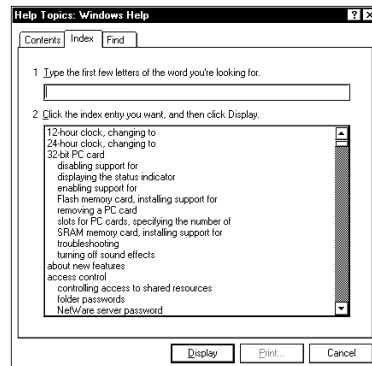 Help Topics: Windows Help
Contents Index Find
1 Type the first few letters of the word you're looking for.
2 Click the index entry you want, and then click Display.
12-hour clock, changing to
24-hour clock, changing to
32-bit PC card
disabling support for
displaying the status indicator
enabling support for
Flash memory card, installing support for
removing a PC card
slots for PC cards, specifying the number of
SRAM memory card, installing support for
troubleshooting
turning off sound effects
about new features
access control
controlling access to shared resources
folder passwords
NetWare server password
Display Print... Cancel